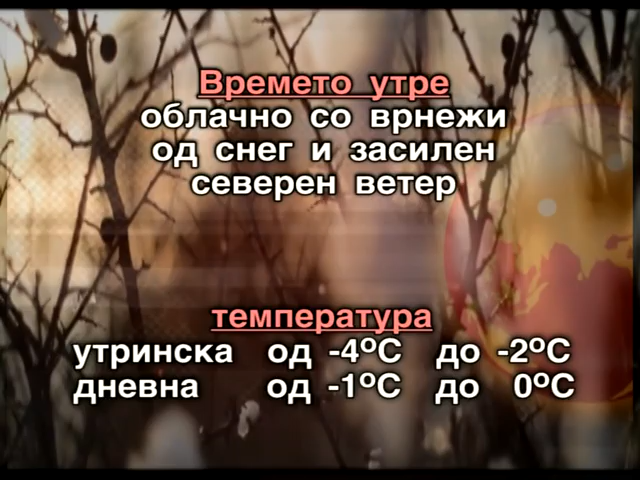 Времето утре
облачно со врнежи
од снег и засилен
северен ветер
температура
утринска од -4ºC до -2ºC
дневна од -1ºC до 0ºC